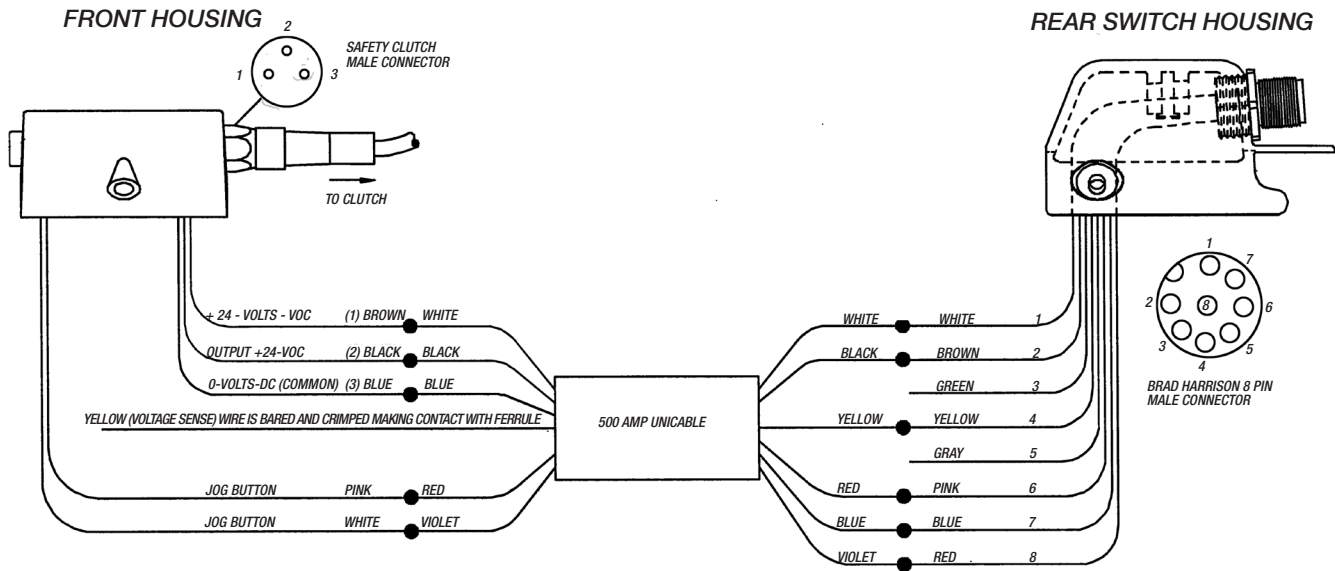 FRONT HOUSING
2
SAFETY CLUTCH
MALE CONNECTOR
1
3
TO CLUTCH
REAR SWITCH HOUSING
1
7
2
8
6
3
5
4
BRAD HARRISON 8 PIN
MALE CONNECTOR
+ 24 - VOLTS - VOC (1) BROWN WHITE
OUTPUT +24-VOC (2) BLACK BLACK
0-VOLTS-DC (COMMON) (3) BLUE BLUE
YELLOW (VOLTAGE SENSE) WIRE IS BARED AND CRIMPED MAKING CONTACT WITH FERRULE
JOG BUTTON PINK RED
JOG BUTTON WHITE VIOLET
500 AMP UNICABLE
WHITE WHITE 1
BLACK BROWN 2
GREEN 3
YELLOW YELLOW 4
GRAY 5
RED PINK 6
BLUE BLUE 7
VIOLET RED 8